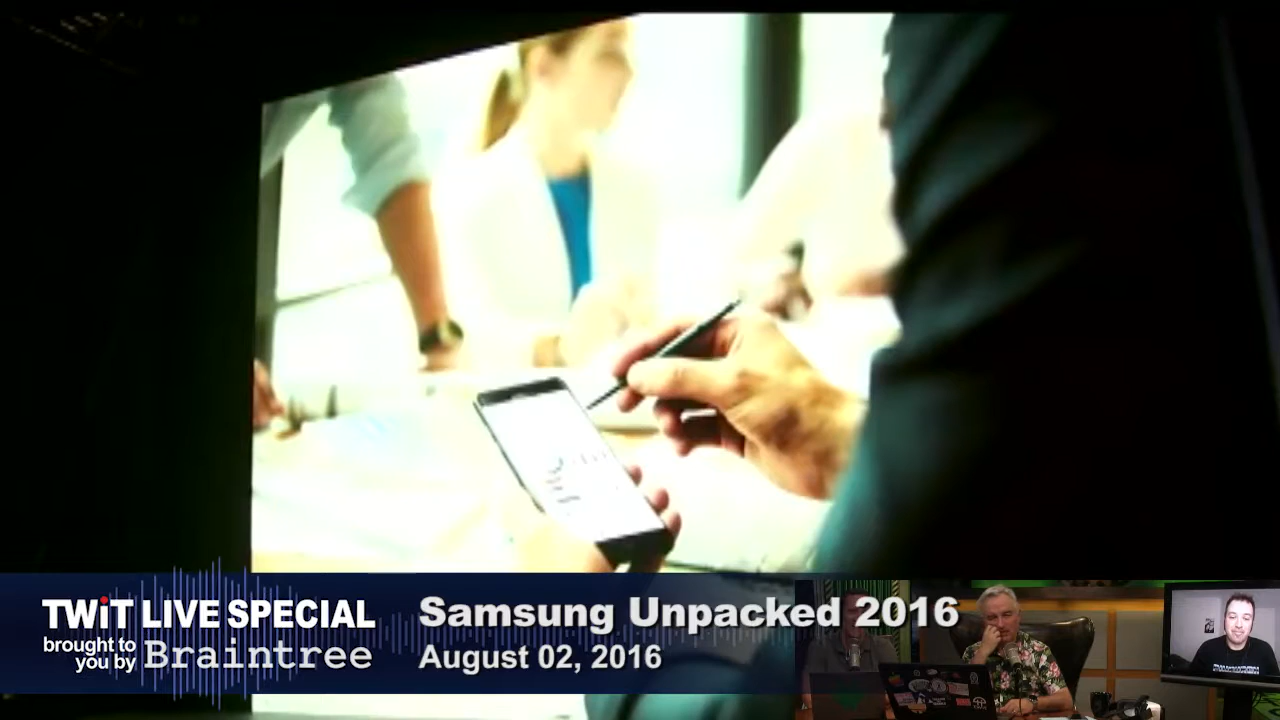 TWiT LIVE SPECIAL
brought to
you by Braintree
Samsung Unpacked 2016
August 02, 2016